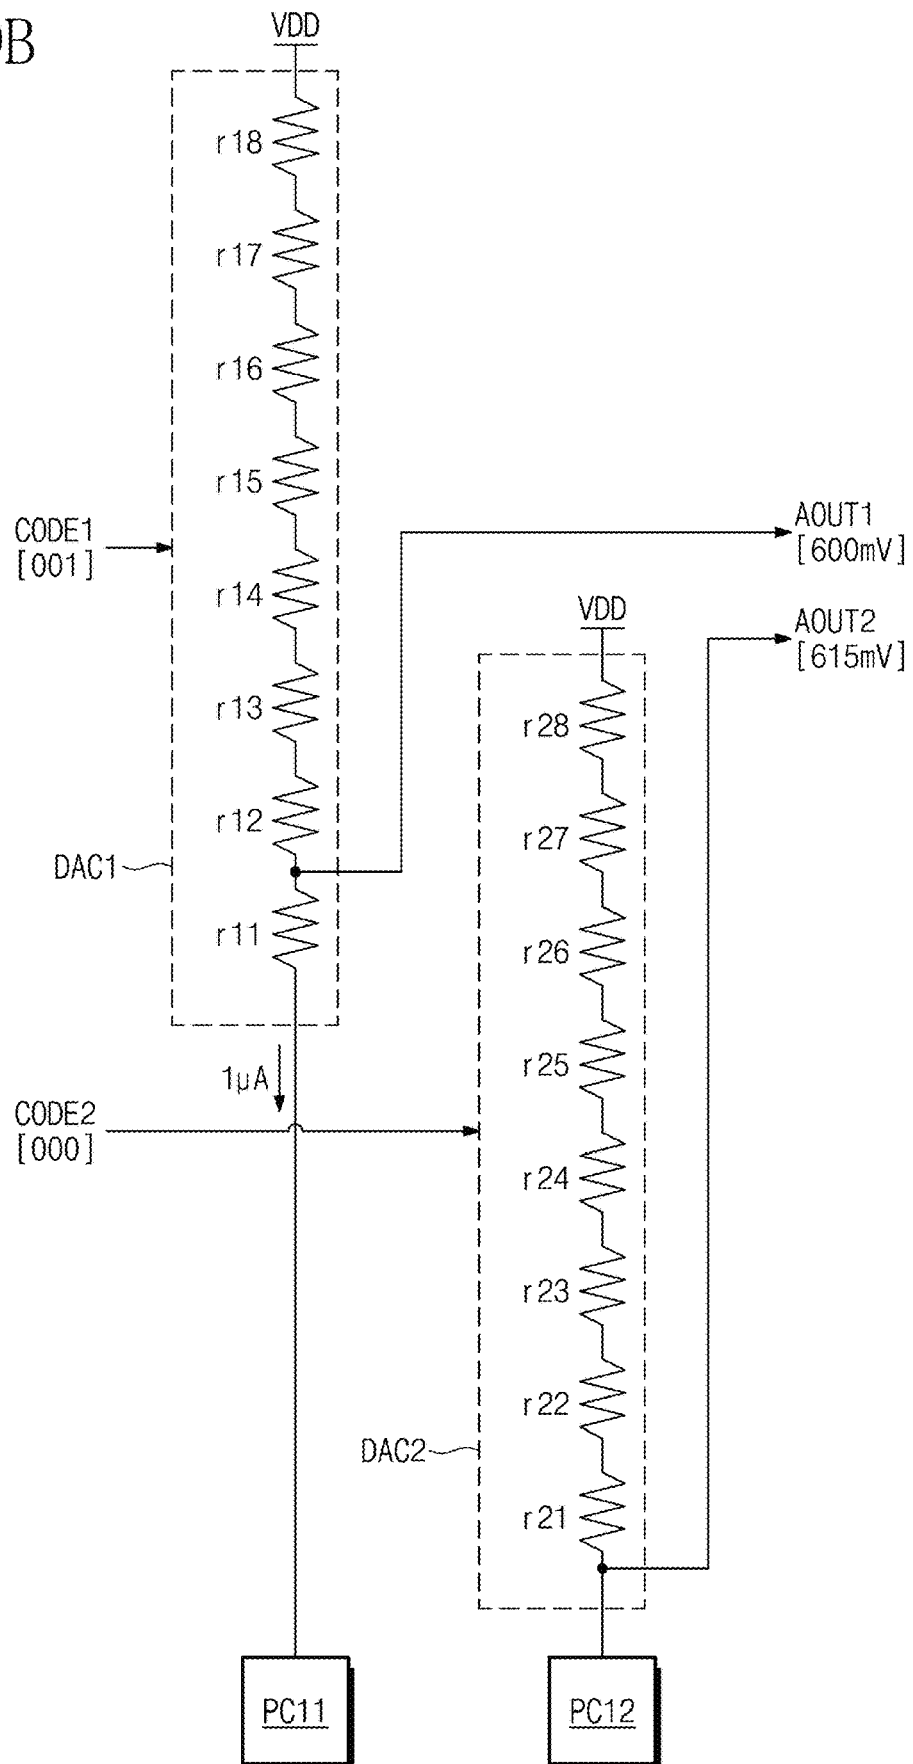 B
VDD
r18
r17
r16
r15
r14
r13
r12
r11
CODE1
[001]
DAC1
1μA
AOUT1
[600mV]
AOUT2
[615mV]
VDD
r28
r27
r26
r25
r24
r23
r22
r21
CODE2
[000]
DAC2
PC11
PC12